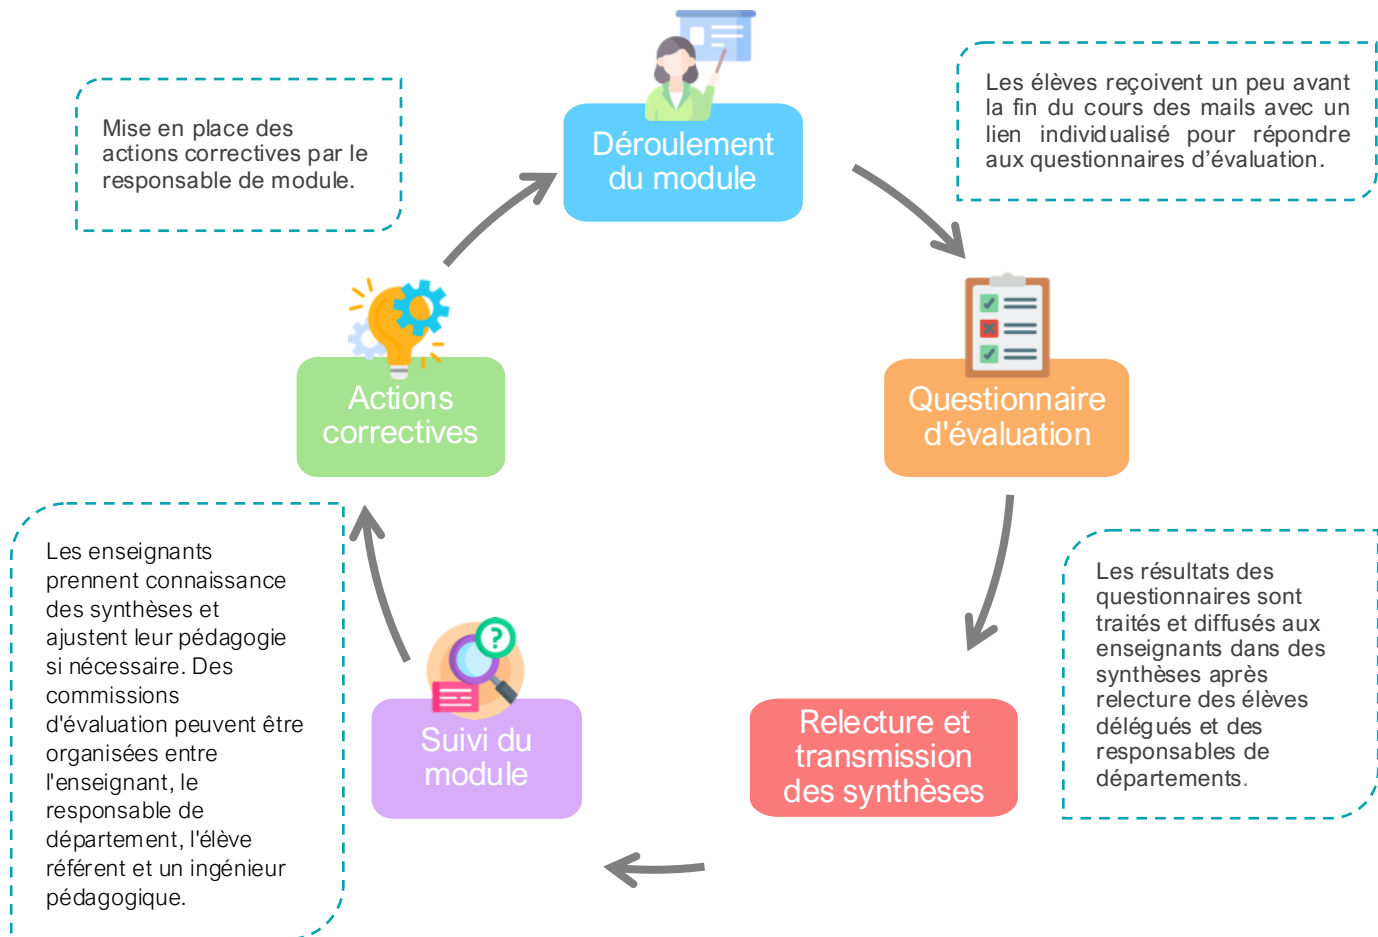 Déroulement
du module
Les élèves reçoivent un peu avant
la fin du cours des mails avec un
lien individualisé pour répondre
aux questionnaires d’évaluation.
Questionnaire
d'évaluation
Les résultats des
questionnaires sont
traités et diffusés aux
enseignants dans des
synthèses après
relecture des élèves
délégués et des
responsables de
départements.
Relecture et
transmission
des synthèses
Suivi du
module
Les enseignants
prennent connaissance
des synthèses et
ajustent leur pédagogie
si nécessaire. Des
commissions
d'évaluation peuvent être
organisées entre
l'enseignant, le
responsable de
département, l'élève
référent et un ingénieur
pédagogique.
Actions
correctives
Mise en place des
actions correctives par le
responsable de module.